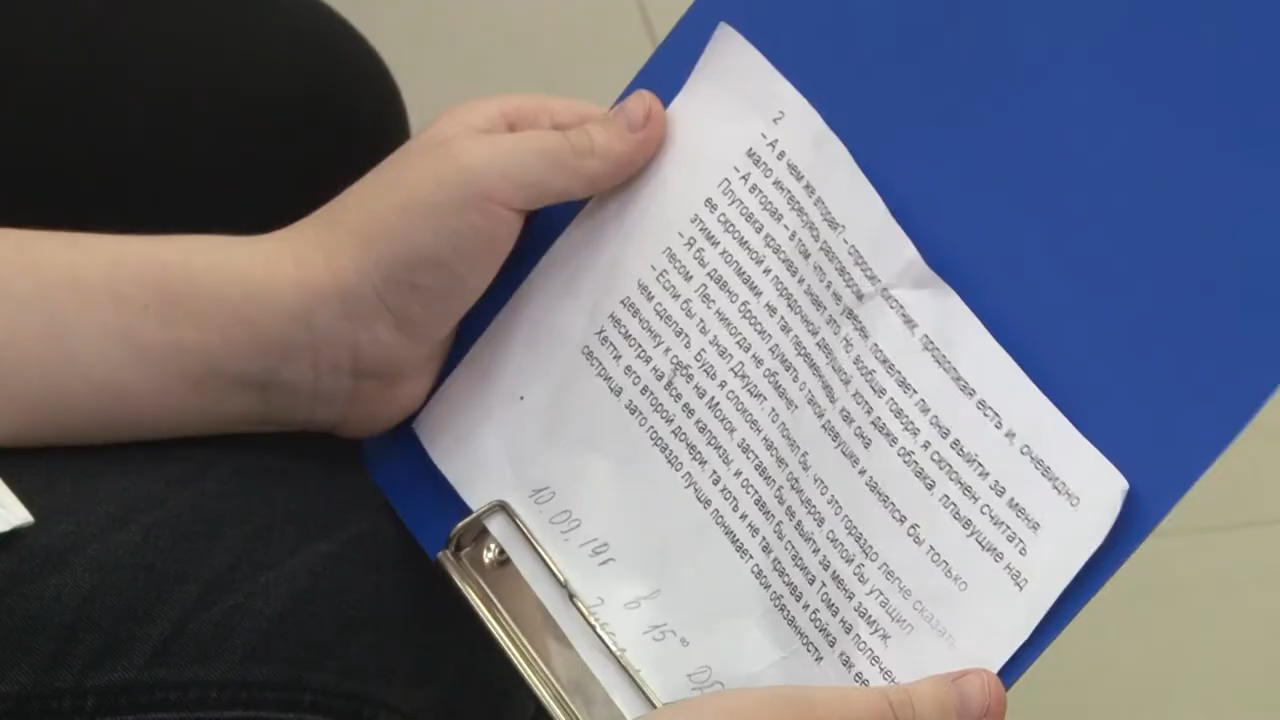 2
– А в чем же вторая? – спросил охотник, продолжая есть и, очевидно,
мало интересуясь разговором.
– А вторая – в том, что я не уверен, пожелает ли она выйти за меня.
Плутовка красива и знает это. Но, вообще говоря, я склонен считать
ее скромной и порядочной девушкой, хотя даже облака, плывущие над
этими холмами, не так переменчивы, как она
– Я бы давно бросил думать о такой девушке и занялся бы только
лесом. Лес никогда не обманет.
– Если бы ты знал Джудит, то понял бы, что это гораздо легче сказать,
чем сделать. Будь я спокоен насчет офицеров, силой бы утащил
девчонку к себе на Мохок, заставил бы ее выйти за меня замуж,
несмотря на все ее капризы, и оставил бы старика Тома на попечен
Хетти, его второй дочери, та хоть и не так красива и бойка, как ее
сестрица, зато гораздо лучше понимает свои обязанности
10.09.19г в 15⁰⁰